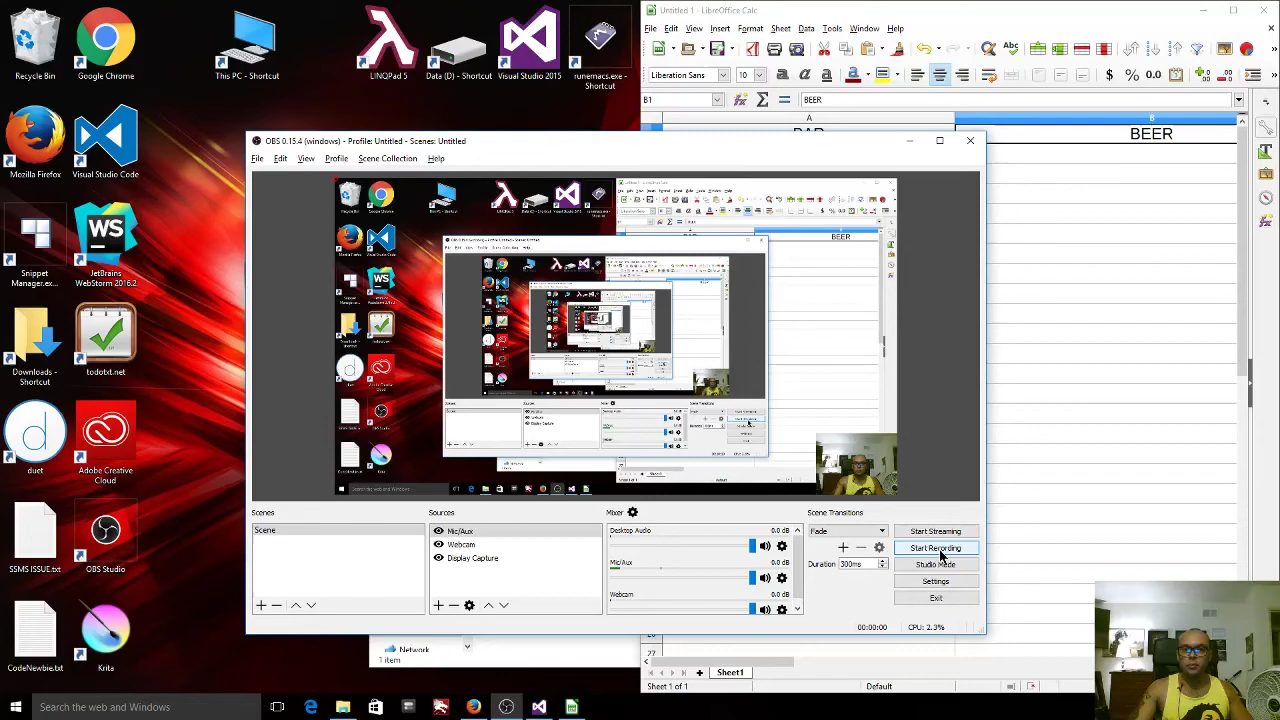 Recycle Bin
Google Chrome
This PC - Shortcut
LINQPad 5
Data (D) - Shortcut
Visual Studio 2015
runemacs.exe - Shortcut
Mozilla Firefox
Visual Studio Code
Snippet Manager.ex...
JetBrains WebStorm 2016.2
Downloads - Shortcut
todotxt.net
duet
Adobe Creative Cloud
SSMS ISSUE.txt
OBS Studio
CodeNewbie.txt
Krita
Untitled 1 - LibreOffice Calc
File Edit View Insert Format Sheet Data Tools Window Help
Liberation Sans 10
$ % 0.0
B1 BEER
A B
BEER
OBS 0.15.4 (windows) - Profile: Untitled - Scenes: Untitled
File Edit View Profile Scene Collection Help
Scenes
Scene
Sources
Mic/Aux
Webcam
Display Capture
Mixer
Desktop Audio 0.0 dB
Mic/Aux 0.0 dB
Webcam 0.0 dB
Scene Transitions
Fade
Duration 300ms
Start Streaming
Start Recording
Studio Mode
Settings
Exit
00:00:00 CPU: 2.3%
Network
1 item
27
Sheet1
Sheet 1 of 1 Default
Search the web and Windows